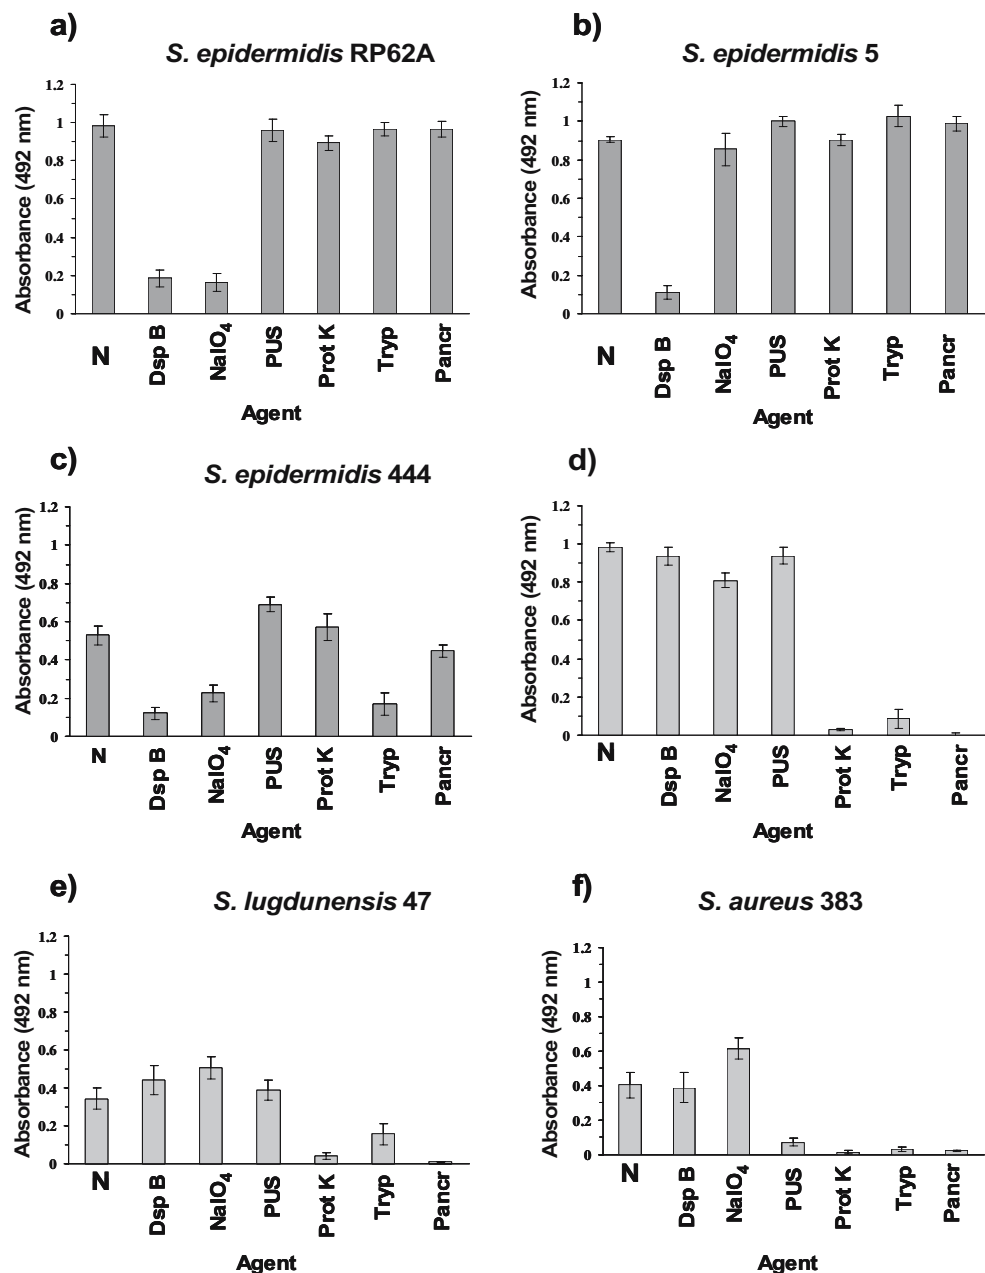 a)
S. epidermidis RP62A
Absorbance (492 nm)
1.2
1
0.8
0.6
0.4
0.2
0
N
Dsp B
NaIO4
PUS
Prot K
Tryp
Pancr
Agent
b)
S. epidermidis 5
Absorbance (492 nm)
1.2
1
0.8
0.6
0.4
0.2
0
N
Dsp B
NaIO4
PUS
Prot K
Tryp
Pancr
Agent
c)
S. epidermidis 444
Absorbance (492 nm)
1.2
1
0.8
0.6
0.4
0.2
0
N
Dsp B
NaIO4
PUS
Prot K
Tryp
Pancr
Agent
d)
Absorbance (492 nm)
1.2
1
0.8
0.6
0.4
0.2
0
N
Dsp B
NaIO4
PUS
Prot K
Tryp
Pancr
Agent
e)
S. lugdunensis 47
Absorbance (492 nm)
1.2
1
0.8
0.6
0.4
0.2
0
N
Dsp B
NaIO4
PUS
Prot K
Tryp
Pancr
Agent
f)
S. aureus 383
Absorbance (492 nm)
1.2
1
0.8
0.6
0.4
0.2
0
N
Dsp B
NaIO4
PUS
Prot K
Tryp
Pancr
Agent